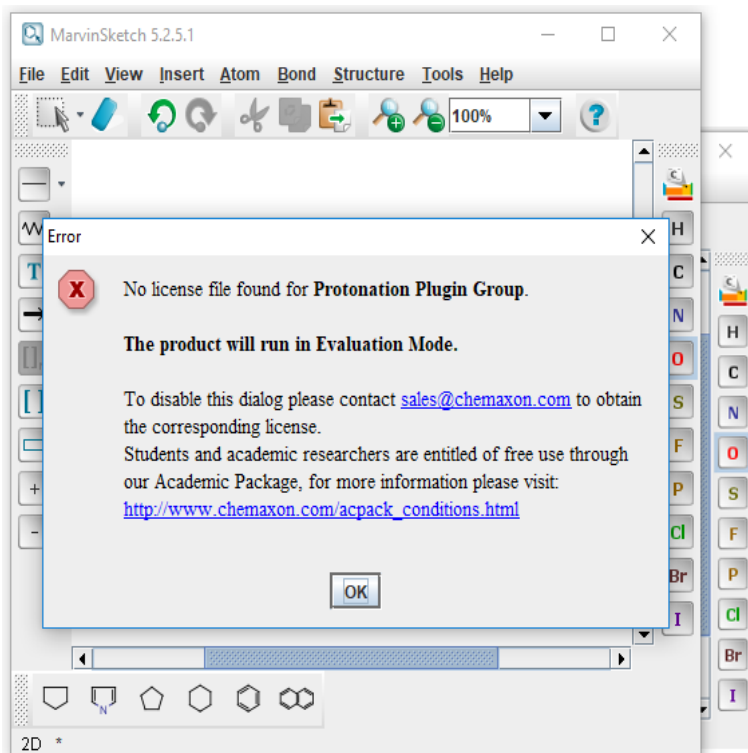 MarvinSketch 5.2.5.1
File Edit View Insert Atom Bond Structure Tools Help
100%
?
Error
No license file found for Protonation Plugin Group.
The product will run in Evaluation Mode.
To disable this dialog please contact sales@chemaxon.com to obtain
the corresponding license.
Students and academic researchers are entitled of free use through
our Academic Package, for more information please visit:
http://www.chemaxon.com/acpack_conditions.html
OK
T
[ ]
+
-
H
C
N
O
S
F
P
Cl
Br
I
H
C
N
O
S
F
P
Cl
Br
I
N
2D *